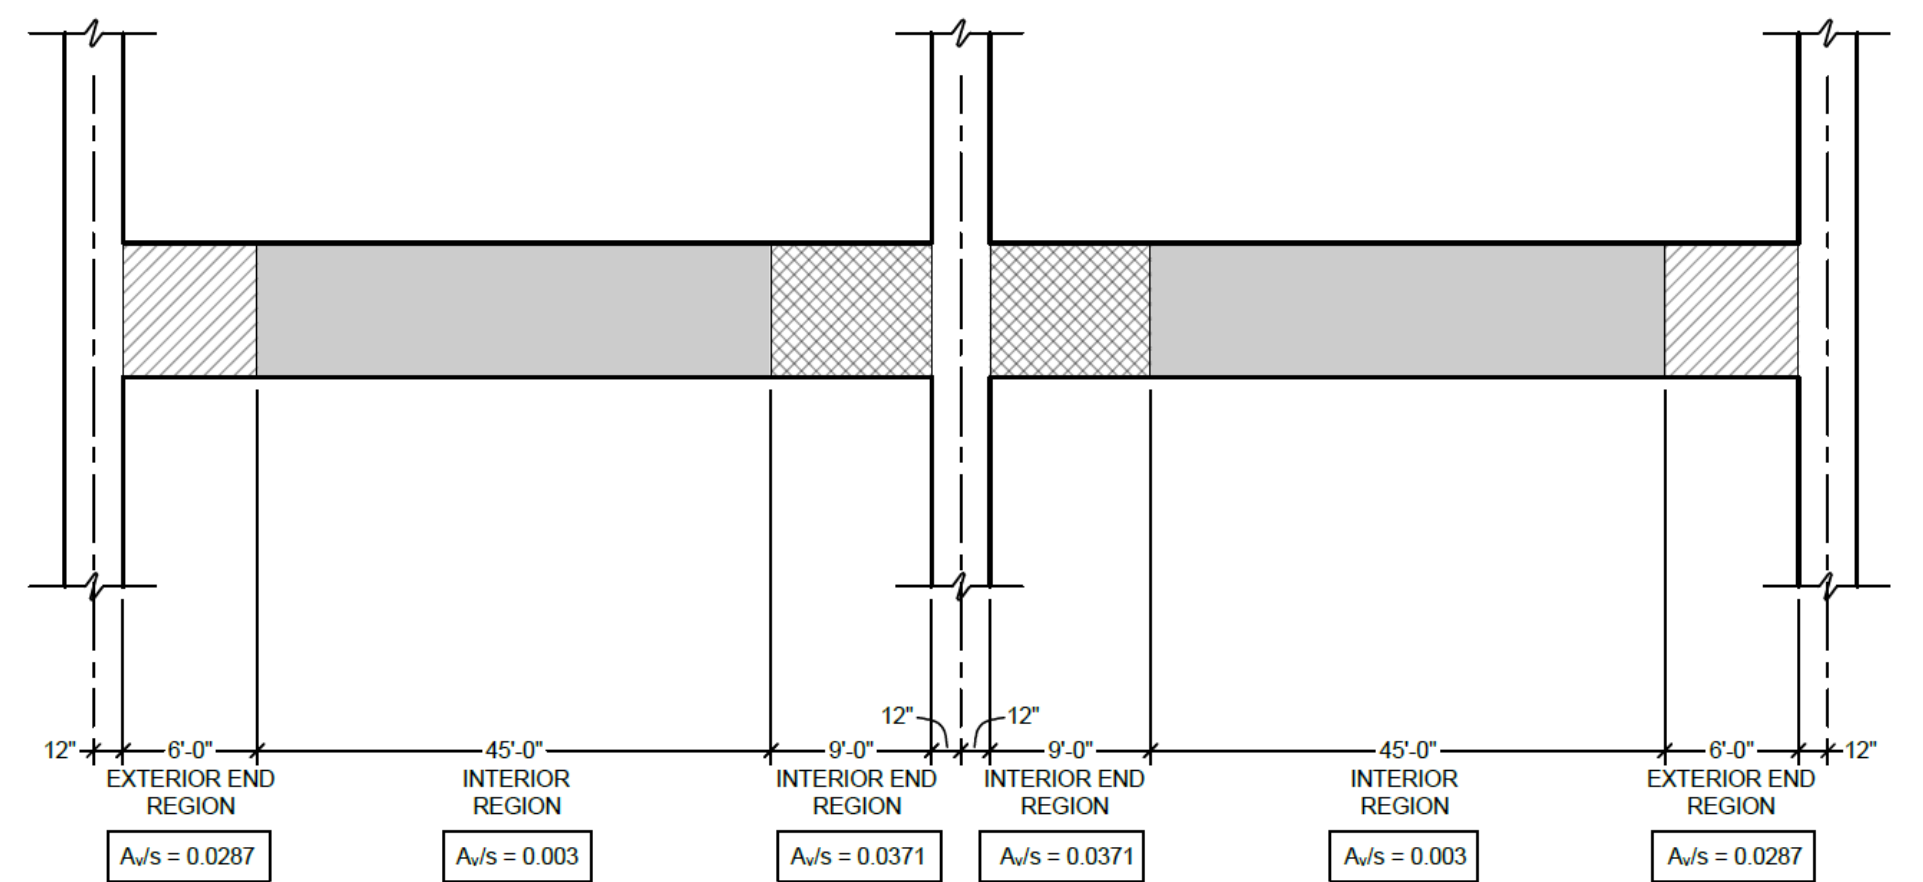 12" 12"
12" 6'-0" 45'-0" 9'-0" 9'-0" 45'-0" 6'-0" 12"
EXTERIOR END INTERIOR INTERIOR END INTERIOR END INTERIOR EXTERIOR END
REGION REGION REGION REGION REGION REGION
Aᵥ/s = 0.0287 Aᵥ/s = 0.003 Aᵥ/s = 0.0371 Aᵥ/s = 0.0371 Aᵥ/s = 0.003 Aᵥ/s = 0.0287